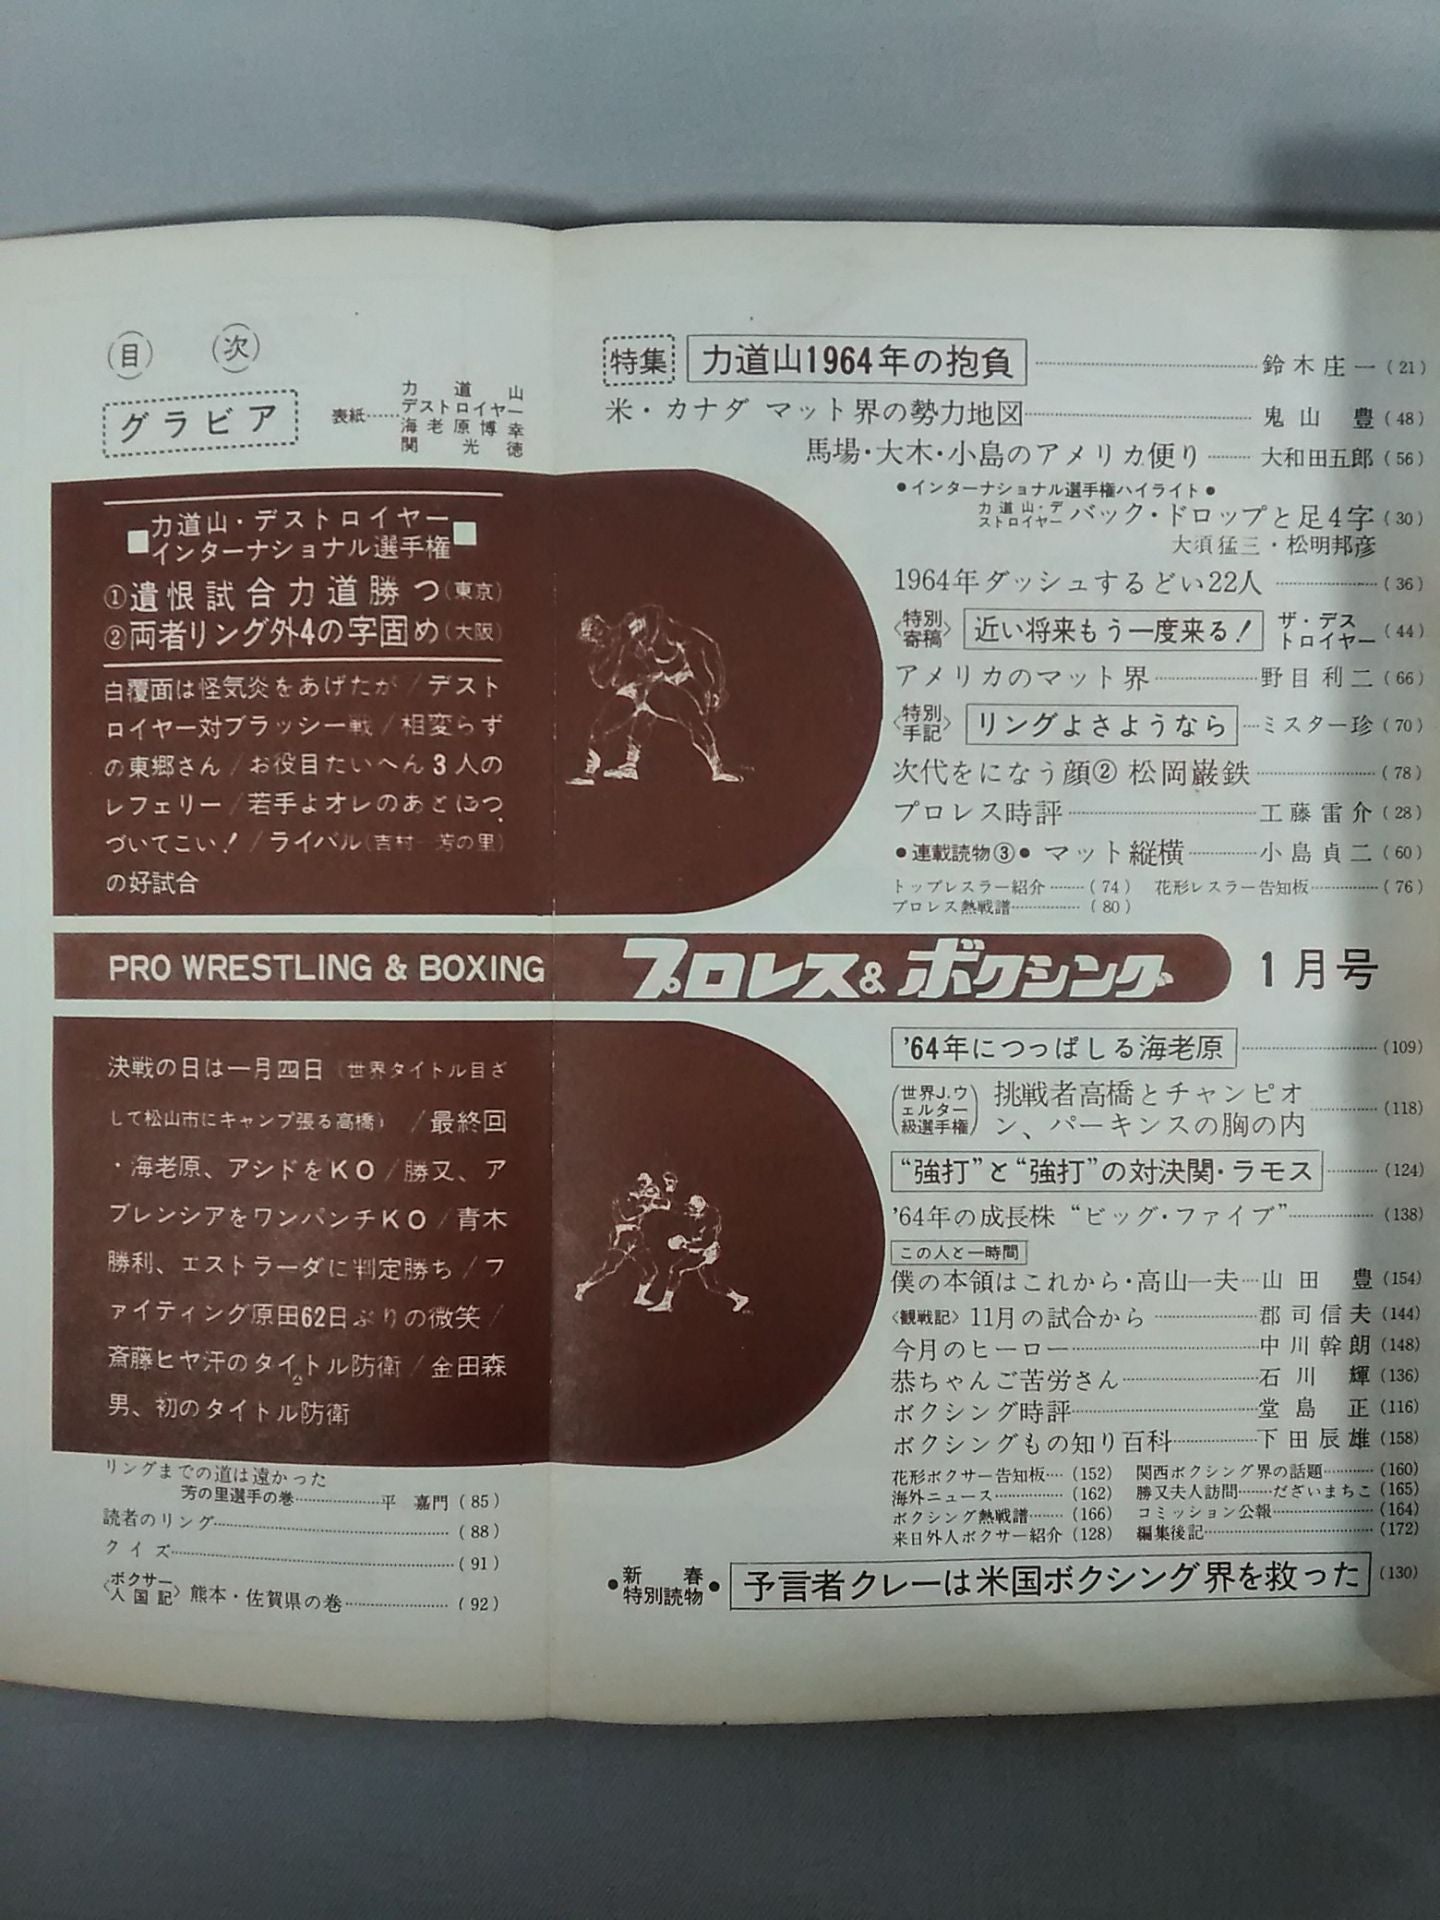 目次
グラビア
表紙……力道山
デストロイヤー
海老原博幸
関光徳
■力道山・デストロイヤー■
インターナショナル選手権
①遺恨試合力道勝つ(東京)
②両者リング外4の字固め(大阪)
白覆面は怪気炎をあげたが/デスト
ロイヤー対ブラッシー戦/相変らず
の東郷さん/お役目たいへん3人の
レフェリー/若手よオレのあとにつ
づいてこい!/ライバル(吉村―芳の里)
の好試合
特集 力道山1964年の抱負……鈴木庄一(21)
米・カナダ マット界の勢力地図……鬼山豊(48)
馬場・大木・小島のアメリカ便り……大和田五郎(56)
●インターナショナル選手権ハイライト●
力道山・デストロイヤー バック・ドロップと足4字(30)
大須猛三・松明邦彦
1964年ダッシュするどい22人……(36)
〈特別寄稿〉 近い将来もう一度来る! ザ・デストロイヤー(44)
アメリカのマット界……野目利二(66)
〈特別手記〉 リングよさようなら…ミスター珍(70)
次代をになう顔② 松岡巌鉄……(78)
プロレス時評……工藤雷介(28)
●連載読物③● マット縦横……小島貞二(60)
トップレスラー紹介……(74) 花形レスラー告知板……(76)
プロレス熱戦譜……(80)
PRO WRESTLING & BOXING プロレス&ボクシング 1月号
決戦の日は一月四日(世界タイトル目ざ
して松山市にキャンプ張る高橋)/最終回
・海老原、アシドをKO/勝又、ア
ブレンシアをワンパンチKO/青木
勝利、エストラーダに判定勝ち/フ
ァイティング原田62日ぶりの微笑/
斎藤ヒヤ汗のタイトル防衛/金田森
男、初のタイトル防衛
リングまでの道は遠かった
芳の里選手の巻……平嘉門(85)
読者のリング……(88)
クイズ……(91)
〈ボクサー人国記〉熊本・佐賀県の巻……(92)
'64年につっぱしる海老原……(109)
(世界J.ウェルター級選手権) 挑戦者高橋とチャンピオ
ン、パーキンスの胸の内……(118)
“強打”と“強打”の対決関・ラモス……(124)
'64年の成長株“ビッグ・ファイブ”……(138)
この人と一時間
僕の本領はこれから・高山一夫…山田豊(154)
〈観戦記〉11月の試合から……郡司信夫(144)
今月のヒーロー……中川幹朗(148)
恭ちゃんご苦労さん……石川輝(136)
ボクシング時評……堂島正(116)
ボクシングもの知り百科……下田辰雄(158)
花形ボクサー告知板…(152) 関西ボクシング界の話題……(160)
海外ニュース……(162) 勝又夫人訪問……だざいまちこ(165)
ボクシング熱戦譜……(166) コミッション公報……(164)
来日外人ボクサー紹介(128) 編集後記……(172)
●新春特別読物● 予言者クレーは米国ボクシング界を救った(130)